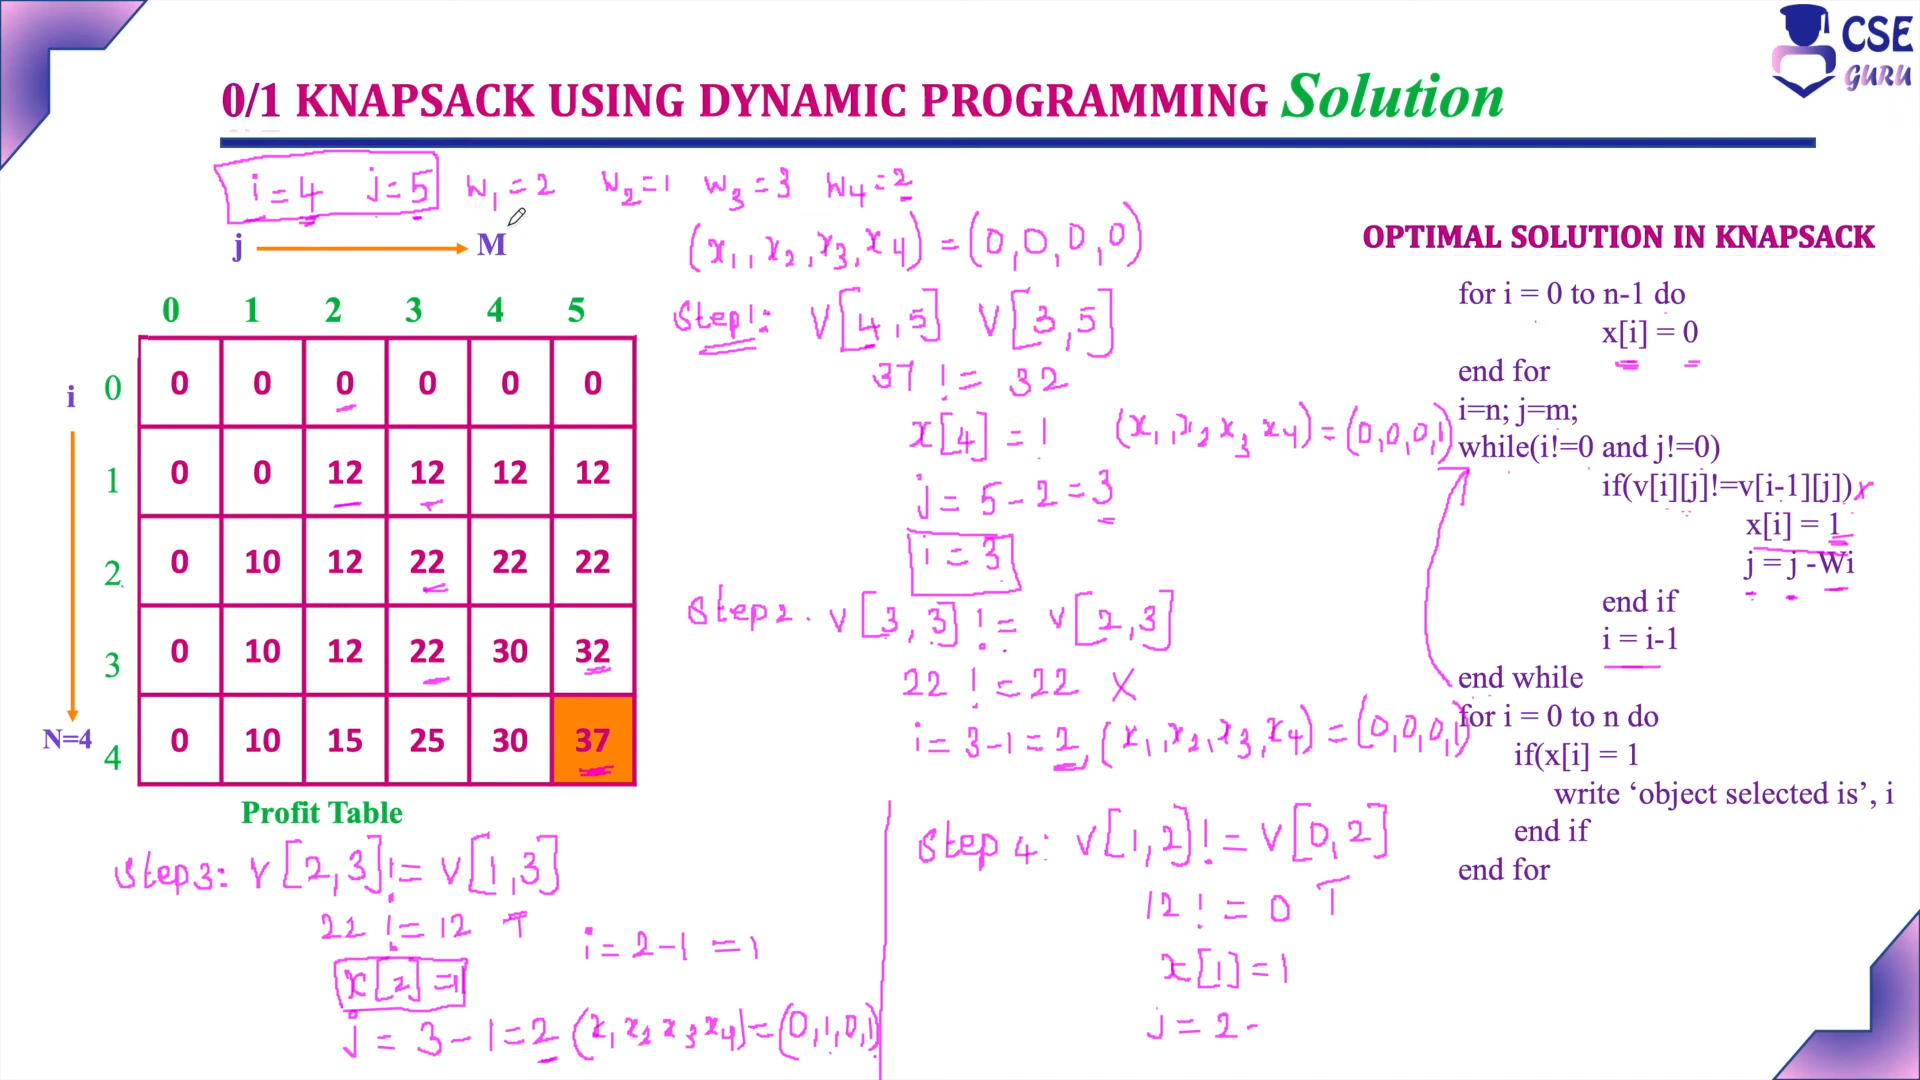 CSE
GURU
0/1 KNAPSACK USING DYNAMIC PROGRAMMING Solution
i = 4 j = 5 W1 = 2 W2 = 1 W3 = 3 W4 = 2
j M
(x1, x2, x3, x4) = (0, 0, 0, 0)
0 1 2 3 4 5
i
0 0 0 0 0 0 0
1 0 0 12 12 12 12
2 0 10 12 22 22 22
3 0 10 12 22 30 32
N=4
4 0 10 15 25 30 37
Profit Table
Step 1: V[4,5] V[3,5]
37 != 32
x[4] = 1 (x1, x2 x3 x4) = (0,0,0,1)
j = 5 - 2 = 3
i = 3
Step 2. V[3,3] != V[2,3]
22 != 22 X
i = 3-1 = 2, (x1, x2, x3, x4) = (0,0,0,1)
Step 3: V[2,3] != V[1,3]
22 != 12 T
i = 2-1 = 1
x[2] = 1
j = 3 - 1 = 2 (x1 x2 x3 x4) = (0,1,0,1)
Step 4: V[1,2] != V[0,2]
12 != 0 T
x[1] = 1
j = 2 -
OPTIMAL SOLUTION IN KNAPSACK
for i = 0 to n-1 do
x[i] = 0
end for
i=n; j=m;
while(i!=0 and j!=0)
if(v[i][j]!=v[i-1][j]) x
x[i] = 1
j = j -Wi
end if
i = i-1
end while
for i = 0 to n do
if(x[i] = 1
write ‘object selected is’, i
end if
end for